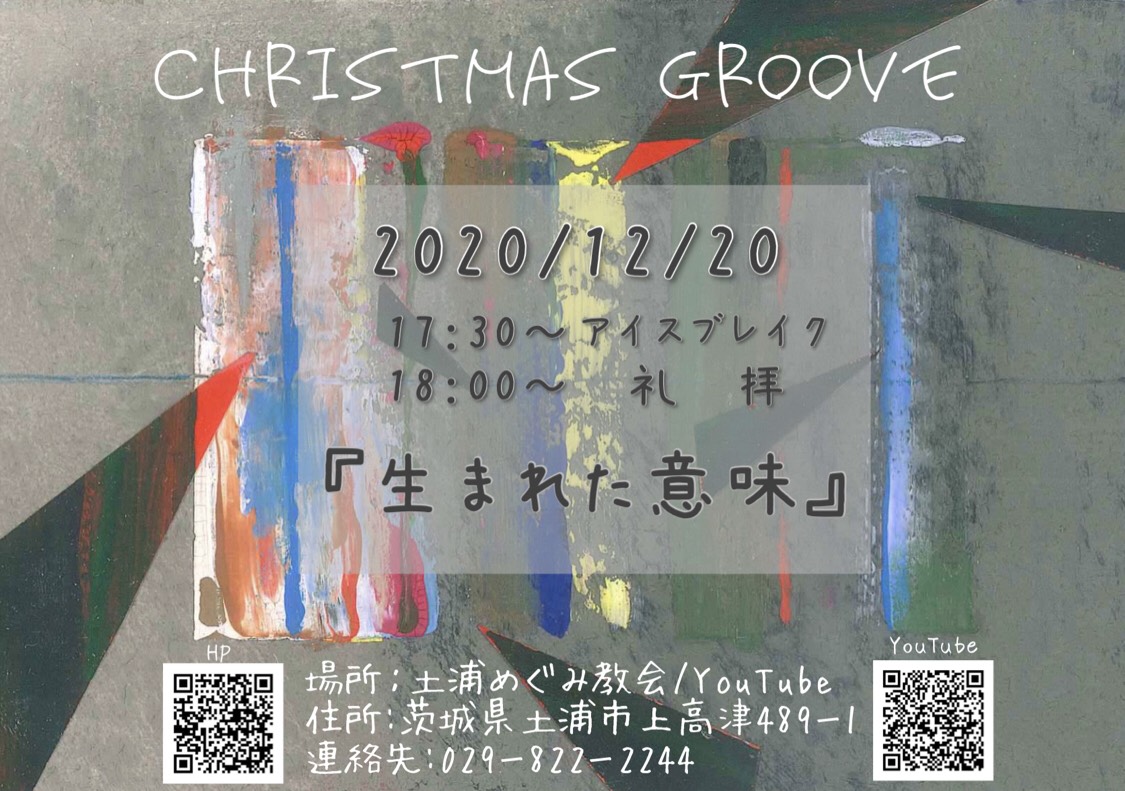 CHRISTMAS GROOVE
2020/12/20
17:30～アイスブレイク
18:00～ 礼 拝
『生まれた意味』
HP
YouTube
場所：土浦めぐみ教会/YouTube
住所:茨城県土浦市上高津489-1
連絡先:029-822-2244